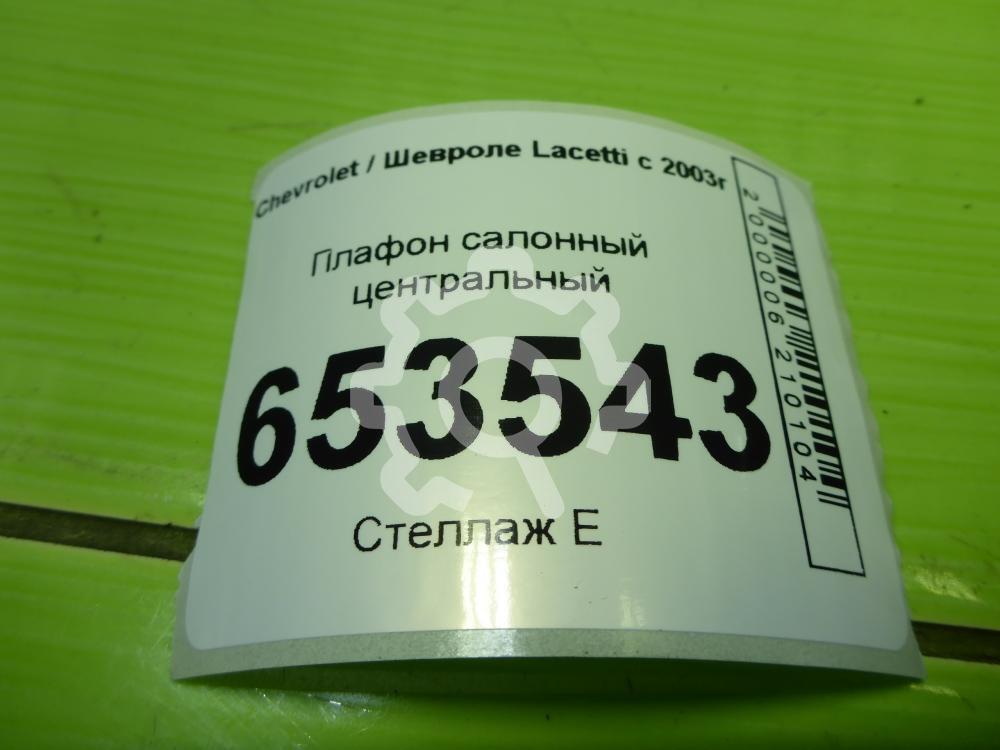 Chevrolet / Шевроле Lacetti с 2003г
Плафон салонный
центральный
653543
Стеллаж Е
2000006210104